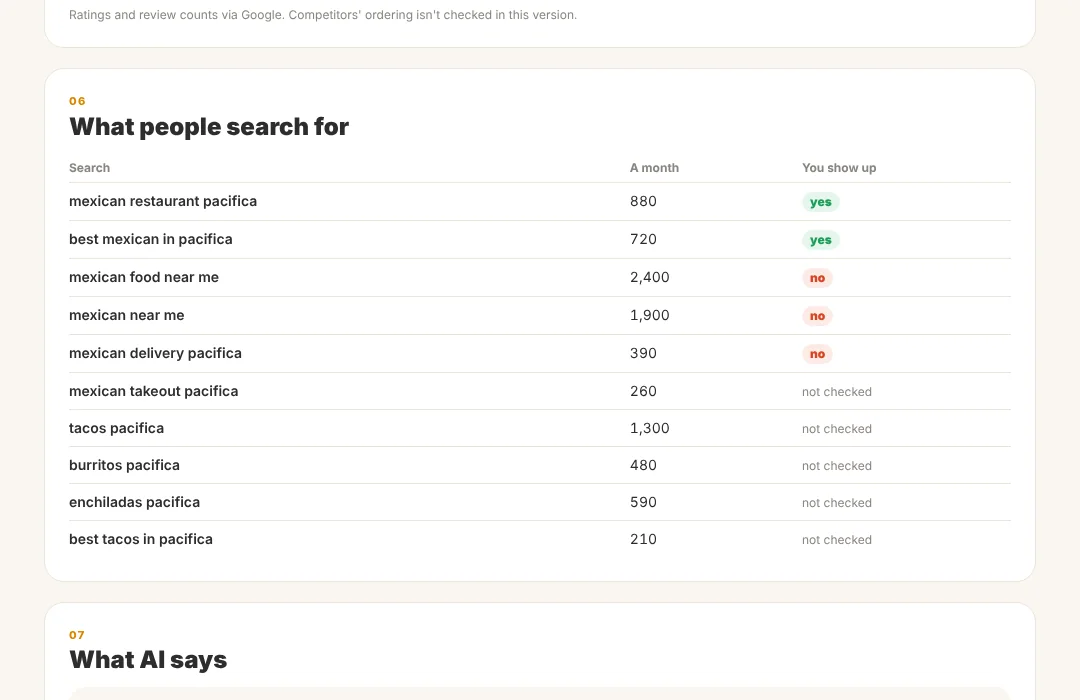 Ratings and review counts via Google. Competitors' ordering isn't checked in this version.
06
What people search for
Search A month You show up
mexican restaurant pacifica 880 yes
best mexican in pacifica 720 yes
mexican food near me 2,400 no
mexican near me 1,900 no
mexican delivery pacifica 390 no
mexican takeout pacifica 260 not checked
tacos pacifica 1,300 not checked
burritos pacifica 480 not checked
enchiladas pacifica 590 not checked
best tacos in pacifica 210 not checked
07
What AI says